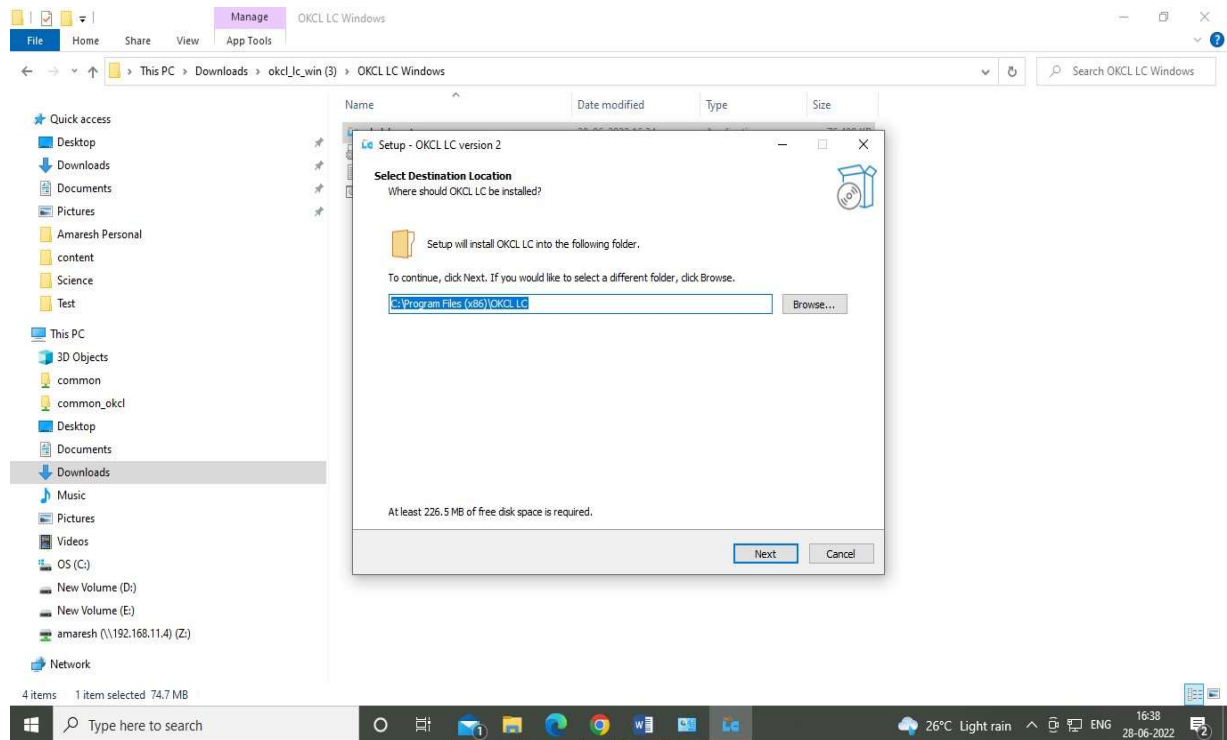 Manage
OKCL LC Windows
File Home Share View App Tools
This PC > Downloads > okcl_lc_win (3) > OKCL LC Windows
Search OKCL LC Windows
Name Date modified Type Size
Quick access
Desktop
Downloads
Documents
Pictures
Amaresh Personal
content
Science
Test
This PC
3D Objects
common
common_okcl
Desktop
Documents
Downloads
Music
Pictures
Videos
OS (C:)
New Volume (D:)
New Volume (E:)
amaresh (\\192.168.11.4) (Z:)
Network
Setup - OKCL LC version 2
Select Destination Location
Where should OKCL LC be installed?
Setup will install OKCL LC into the following folder.
To continue, click Next. If you would like to select a different folder, click Browse.
C:\Program Files (x86)\OKCL LC
Browse...
At least 226.5 MB of free disk space is required.
Next Cancel
4 items 1 item selected 74.7 MB
Type here to search
26°C Light rain ENG
16:38
28-06-2022